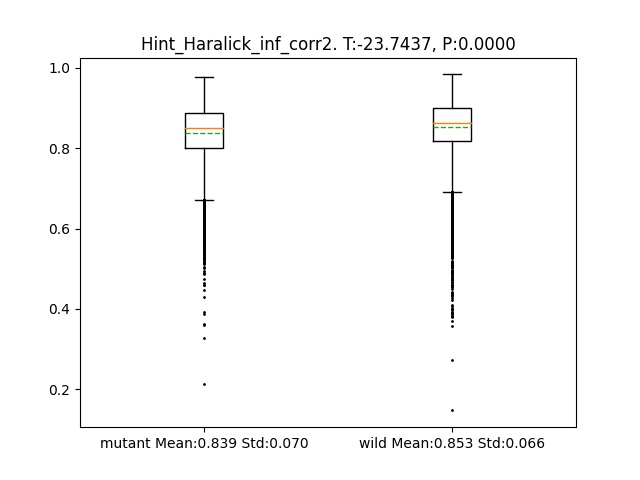 Hint_Haralick_inf_corr2. T:-23.7437, P:0.0000
1.0
0.8
0.6
0.4
0.2
mutant Mean:0.839 Std:0.070
wild Mean:0.853 Std:0.066